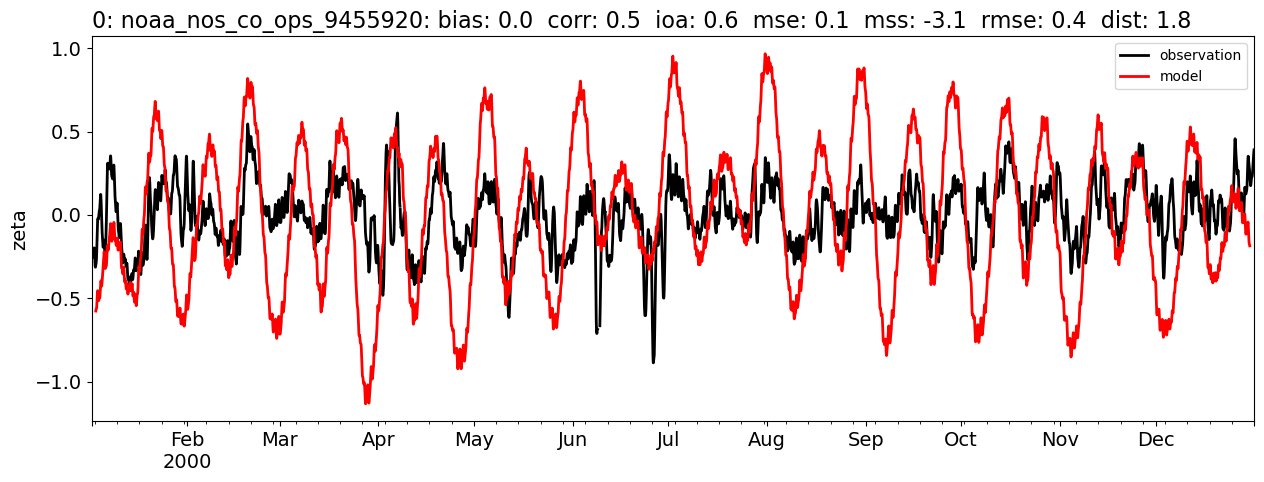 0: noaa_nos_co_ops_9455920: bias: 0.0  corr: 0.5  ioa: 0.6  mse: 0.1  mss: -3.1  rmse: 0.4  dist: 1.8
observation
model
zeta
1.0
0.5
0.0
−0.5
−1.0
Feb Mar Apr May Jun Jul Aug Sep Oct Nov Dec
2000